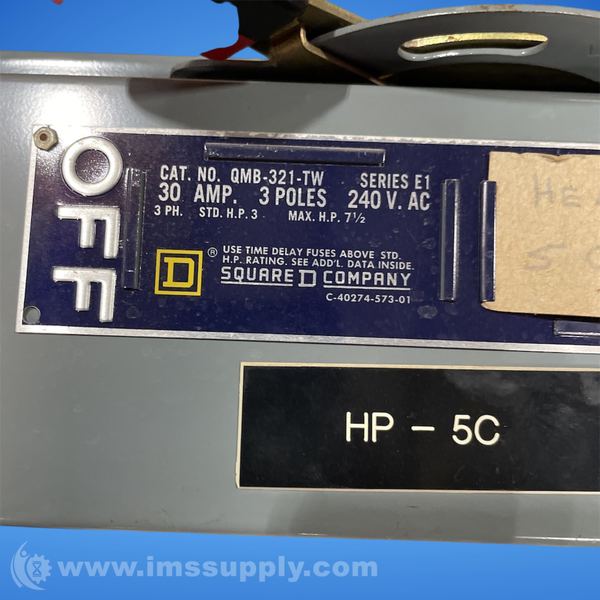 OFF
CAT. NO. QMB-321-TW SERIES E1
30 AMP. 3 POLES 240 V. AC
3 PH. STD. H.P. 3 MAX. H.P. 7½
D ® USE TIME DELAY FUSES ABOVE STD.
H.P. RATING. SEE ADD'L. DATA INSIDE.
SQUARE D COMPANY
C-40274-573-01
HP - 5C
www.imssupply.com